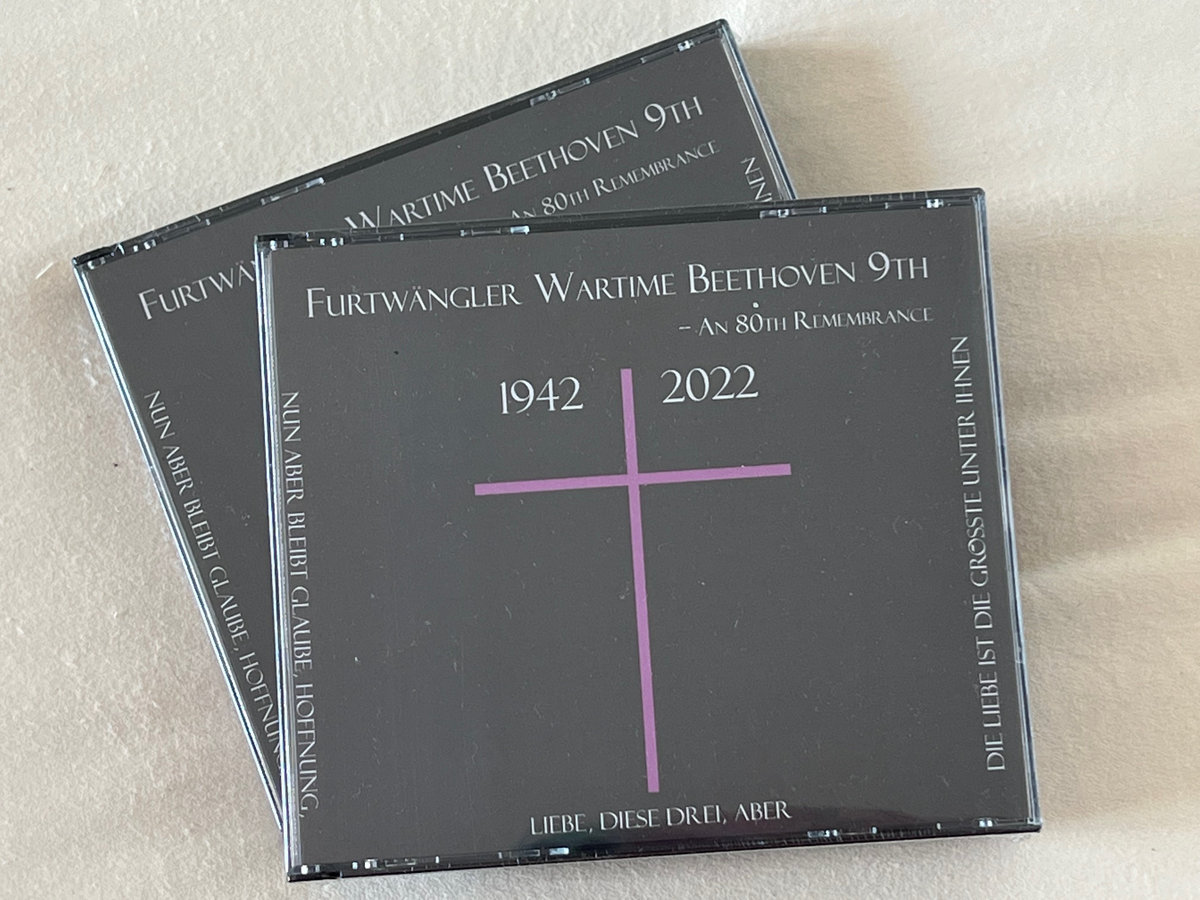 FURTWÄ
WARTIME BEETHOVEN 9TH
AN 80TH REMEMBRANCE
NUN ABER BLEIBT GLAUBE, HOFFNUNG
FURTWÄNGLER WARTIME BEETHOVEN 9TH
– AN 80TH REMEMBRANCE
1942 2022
NUN ABER BLEIBT GLAUBE, HOFFNUNG,
LIEBE, DIESE DREI, ABER
DIE LIEBE IST DIE GRÖSSTE UNTER IHNEN